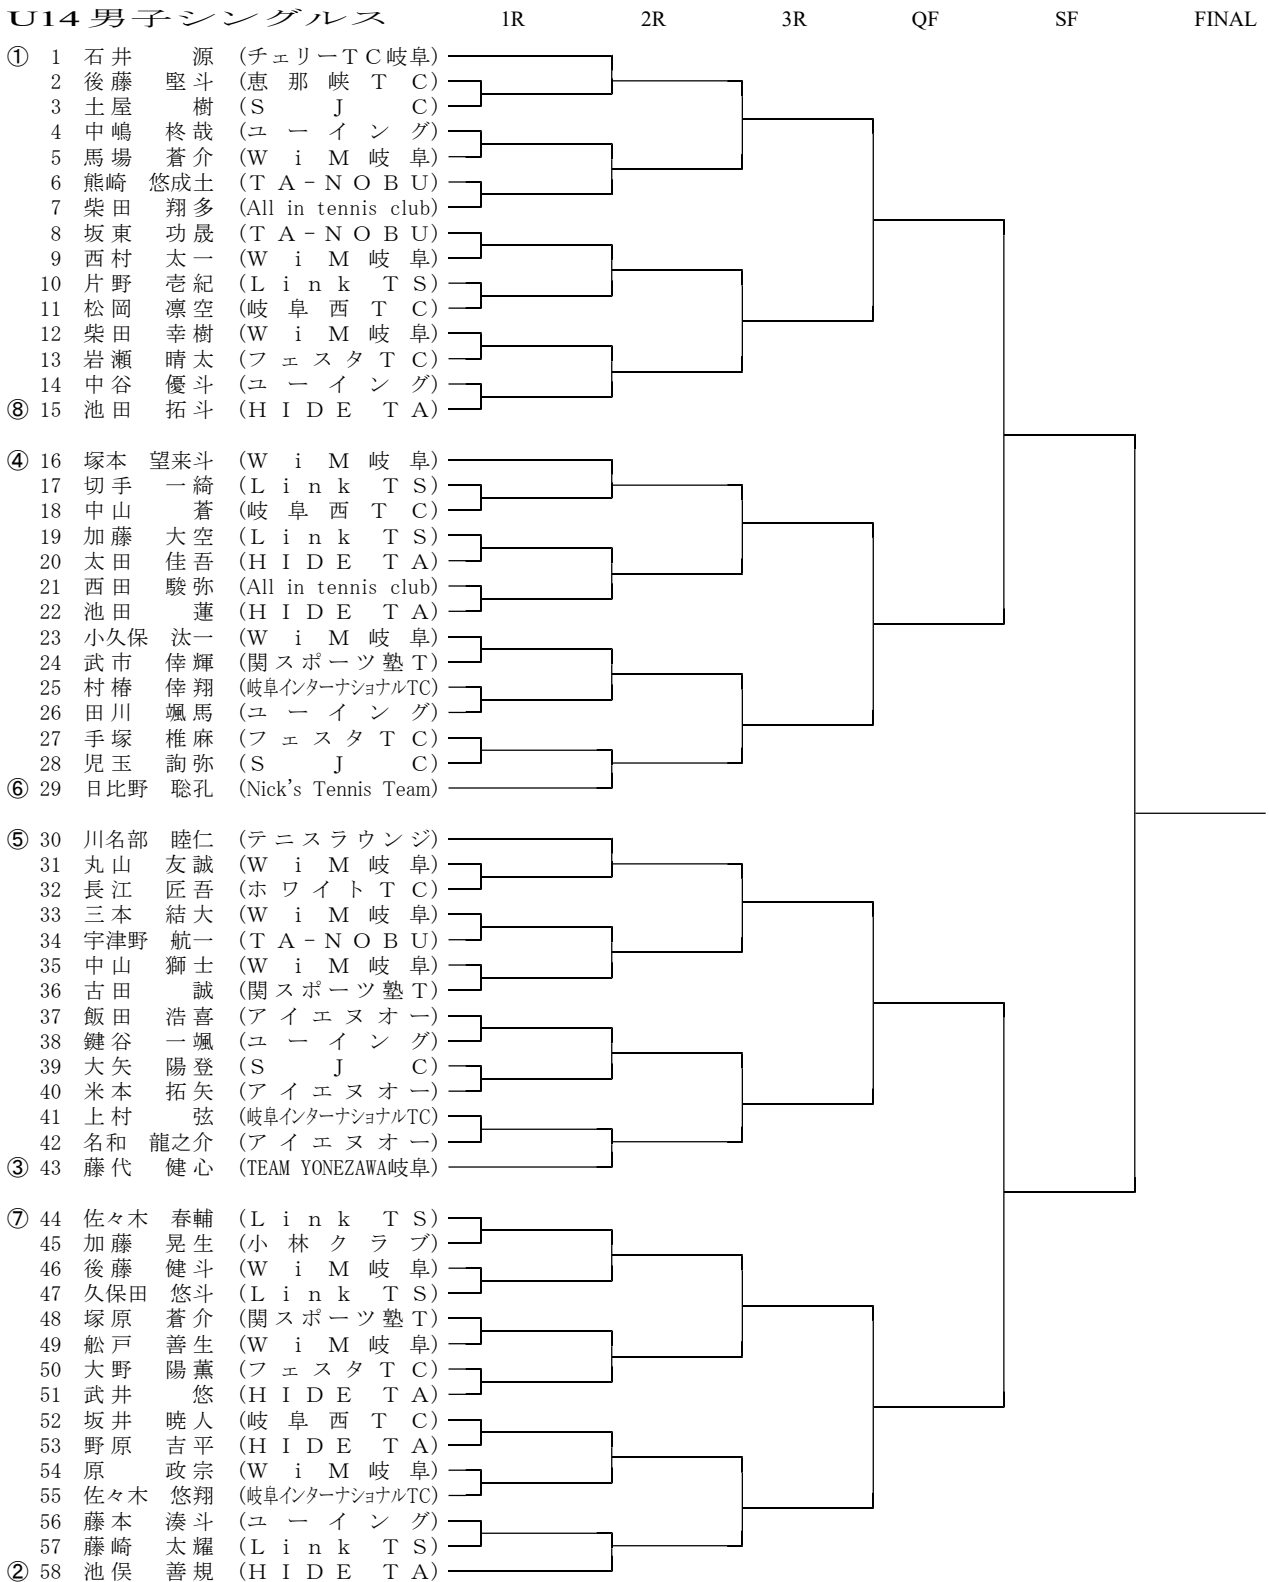 U14男子シングルス 1R 2R 3R QF SF FINAL
① 1 石井 源 (チェリーTC岐阜)
2 後藤 堅斗 (恵那峡TC)
3 土屋 樹 (SJC)
4 中嶋 柊哉 (ユーイング)
5 馬場 蒼介 (WiM岐阜)
6 熊崎 悠成士 (TA-NOBU)
7 柴田 翔多 (All in tennis club)
8 坂東 功晟 (TA-NOBU)
9 西村 太一 (WiM岐阜)
10 片野 壱紀 (Link TS)
11 松岡 凛空 (岐阜西TC)
12 柴田 幸樹 (WiM岐阜)
13 岩瀬 晴太 (フェスタTC)
14 中谷 優斗 (ユーイング)
⑧ 15 池田 拓斗 (HIDE TA)
④ 16 塚本 望来斗 (WiM岐阜)
17 切手 一綺 (Link TS)
18 中山 蒼 (岐阜西TC)
19 加藤 大空 (Link TS)
20 太田 佳吾 (HIDE TA)
21 西田 駿弥 (All in tennis club)
22 池田 蓮 (HIDE TA)
23 小久保 汰一 (WiM岐阜)
24 武市 倖輝 (関スポーツ塾T)
25 村椿 倖翔 (岐阜インターナショナルTC)
26 田川 颯馬 (ユーイング)
27 手塚 椎麻 (フェスタTC)
28 児玉 詢弥 (SJC)
⑥ 29 日比野 聡孔 (Nick's Tennis Team)
⑤ 30 川名部 睦仁 (テニスラウンジ)
31 丸山 友誠 (WiM岐阜)
32 長江 匠吾 (ホワイトTC)
33 三本 結大 (WiM岐阜)
34 宇津野 航一 (TA-NOBU)
35 中山 獅士 (WiM岐阜)
36 古田 誠 (関スポーツ塾T)
37 飯田 浩喜 (アイエヌオー)
38 鍵谷 一颯 (ユーイング)
39 大矢 陽登 (SJC)
40 米本 拓矢 (アイエヌオー)
41 上村 弦 (岐阜インターナショナルTC)
42 名和 龍之介 (アイエヌオー)
③ 43 藤代 健心 (TEAM YONEZAWA岐阜)
⑦ 44 佐々木 春輔 (Link TS)
45 加藤 晃生 (小林クラブ)
46 後藤 健斗 (WiM岐阜)
47 久保田 悠斗 (Link TS)
48 塚原 蒼介 (関スポーツ塾T)
49 舩戸 善生 (WiM岐阜)
50 大野 陽薫 (フェスタTC)
51 武井 悠 (HIDE TA)
52 坂井 暁人 (岐阜西TC)
53 野原 吉平 (HIDE TA)
54 原 政宗 (WiM岐阜)
55 佐々木 悠翔 (岐阜インターナショナルTC)
56 藤本 湊斗 (ユーイング)
57 藤崎 太耀 (Link TS)
② 58 池俣 善規 (HIDE TA)